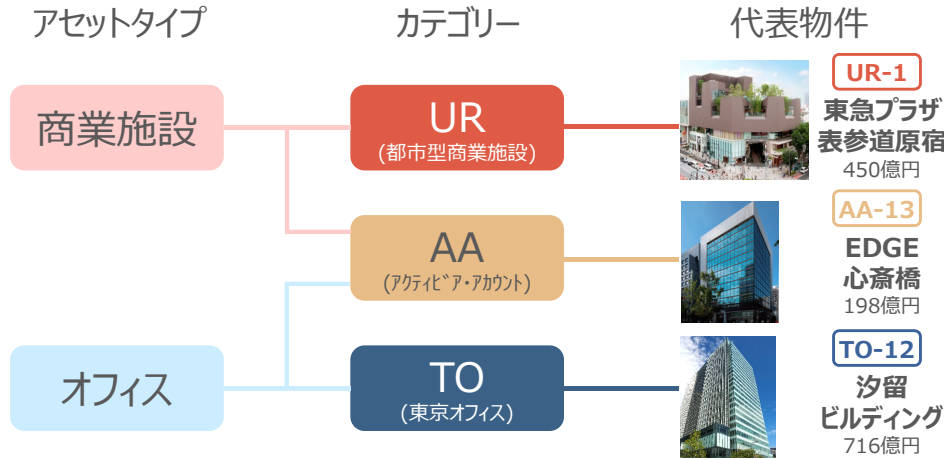 アセットタイプ
カテゴリー
代表物件
商業施設
UR
(都市型商業施設)
UR-1
東急プラザ
表参道原宿
450億円
AA
(ｱｸﾃｨﾋﾞｱ・ｱｶｳﾝﾄ)
AA-13
EDGE
心斎橋
198億円
オフィス
TO
(東京オフィス)
TO-12
汐留
ビルディング
716億円